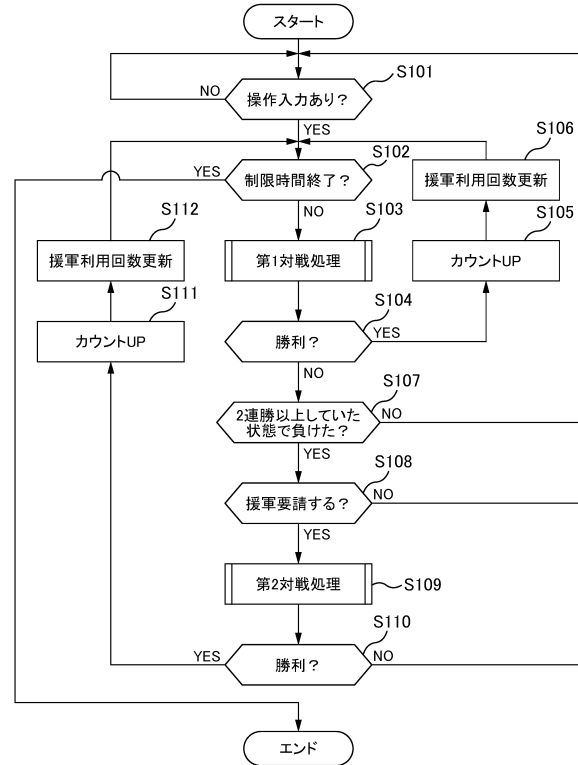 スタート
S101
操作入力あり？
NO
YES
S102
制限時間終了？
YES
NO
S106
援軍利用回数更新
S112
援軍利用回数更新
S103
第1対戦処理
S105
カウントUP
S111
カウントUP
S104
勝利？
YES
NO
S107
2連勝以上していた
状態で負けた？
NO
YES
S108
援軍要請する？
NO
YES
第2対戦処理
S109
S110
勝利？
YES
NO
エンド